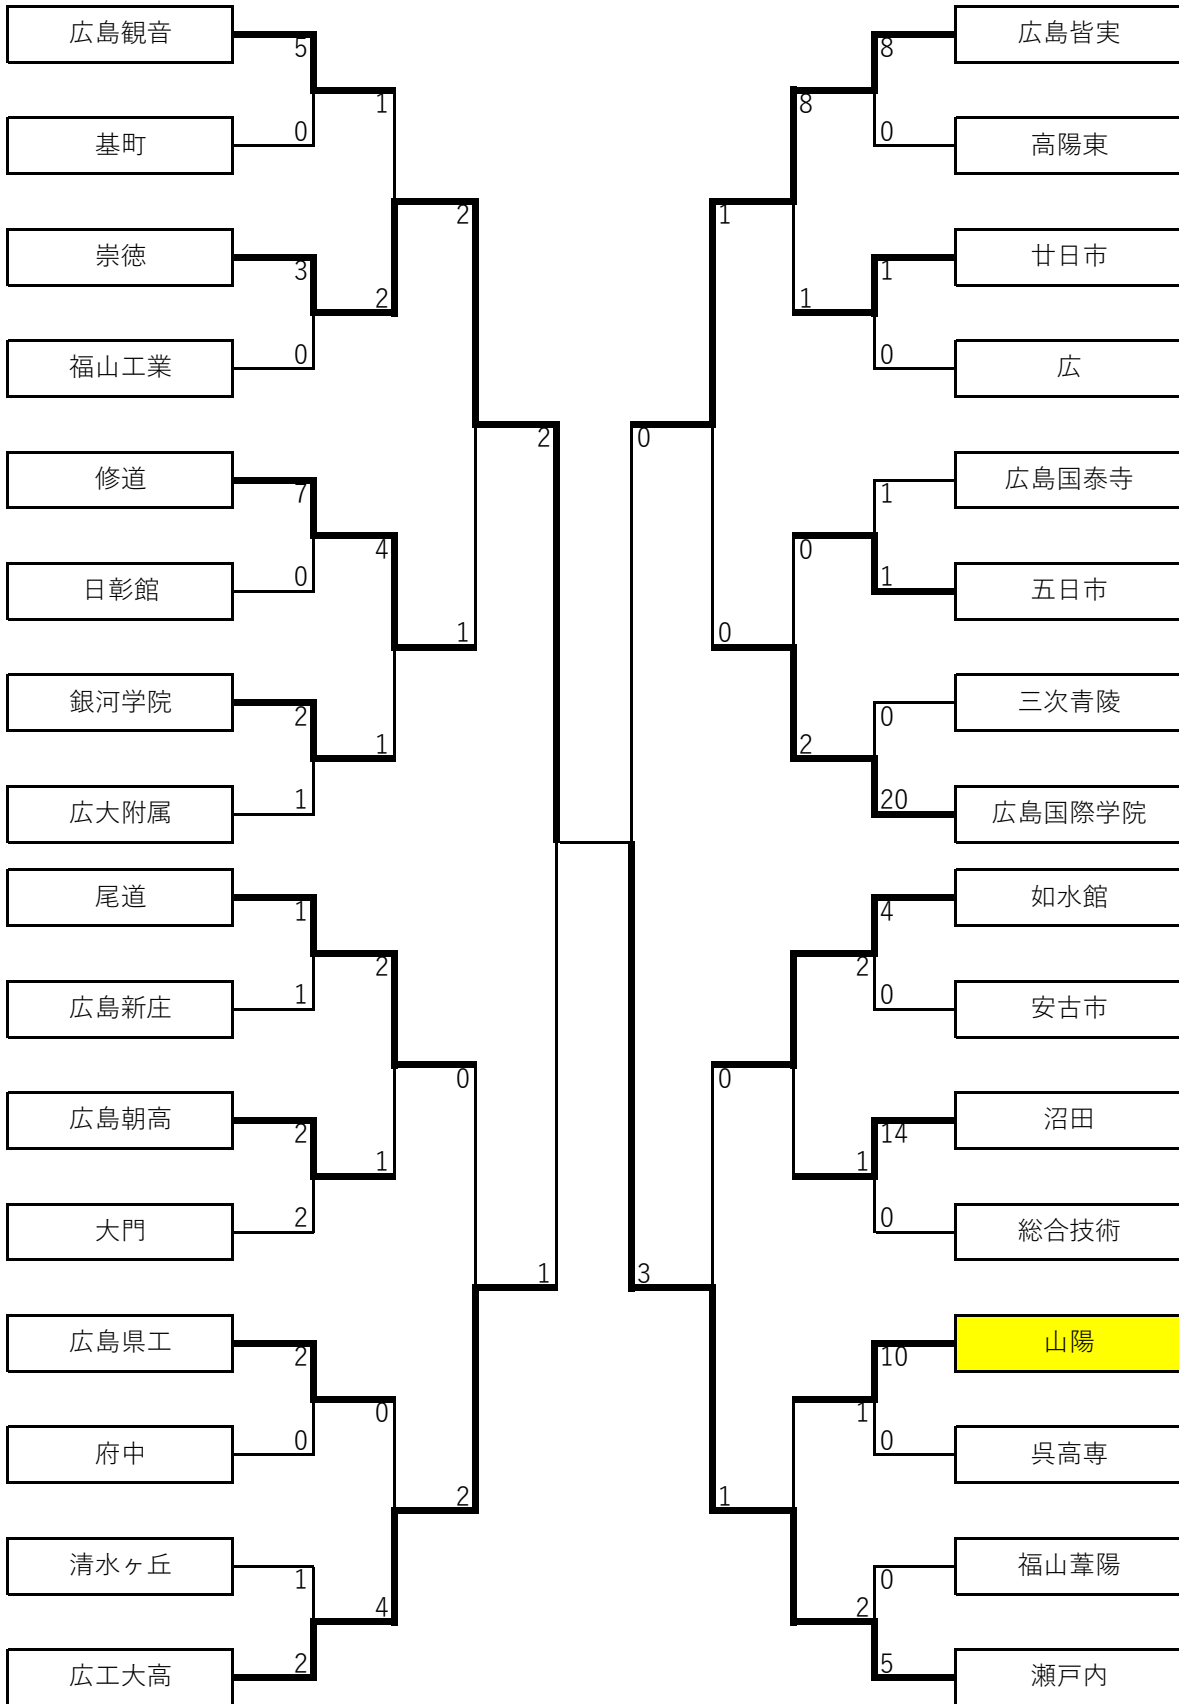 広島観音
5
1
0
基町
2
崇徳
3
2
0
福山工業
2
修道
7
4
0
日彰館
1
銀河学院
2
1
1
広大附属
尾道
1
2
1
広島新庄
0
広島朝高
2
1
2
大門
1
広島県工
2
0
0
府中
2
清水ヶ丘
1
4
2
広工大高
広島皆実
8
8
0
高陽東
1
廿日市
1
1
0
広
0
広島国泰寺
1
0
1
五日市
0
三次青陵
0
2
20
広島国際学院
如水館
4
2
0
安古市
0
沼田
14
1
0
総合技術
3
山陽
10
1
0
呉高専
1
福山葦陽
0
2
5
瀬戸内